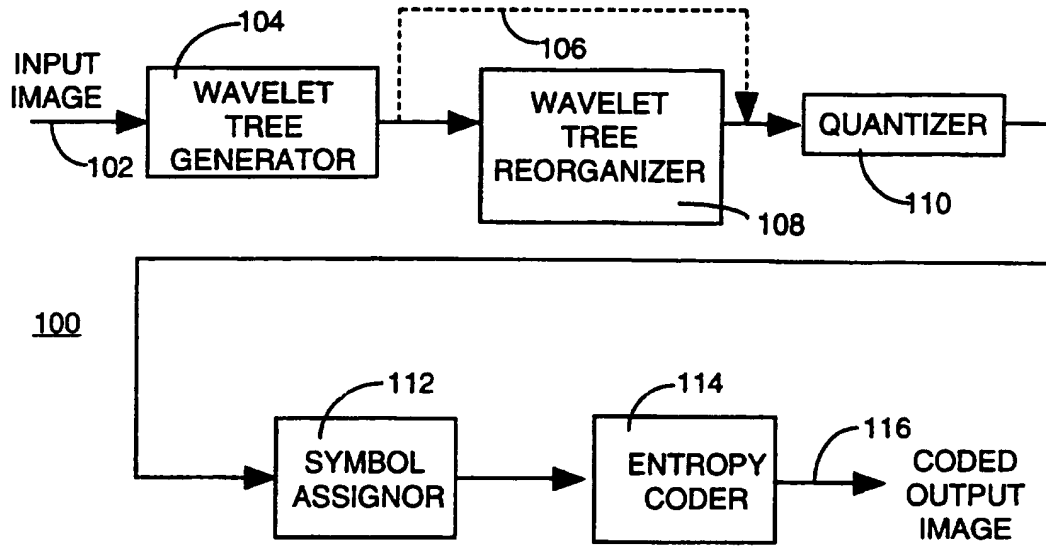 104
106
INPUT
IMAGE
WAVELET
TREE
GENERATOR
WAVELET
TREE
REORGANIZER
QUANTIZER
102
108
110
100
112
114
116
SYMBOL
ASSIGNOR
ENTROPY
CODER
CODED
OUTPUT
IMAGE